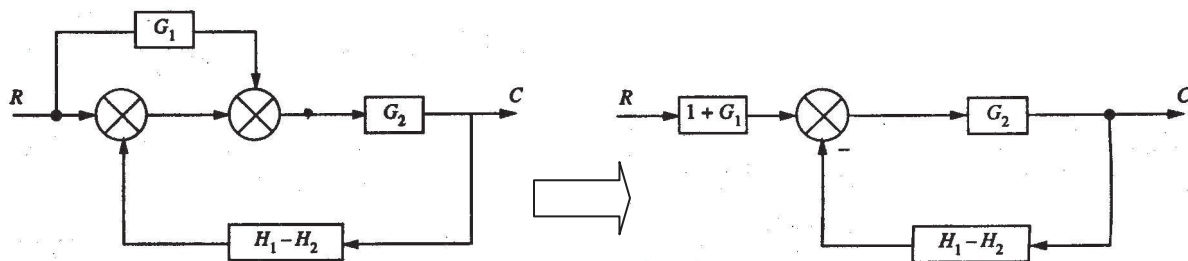 G₁
R
G₂
C
H₁ – H₂
R
1 + G₁
–
G₂
C
H₁ – H₂